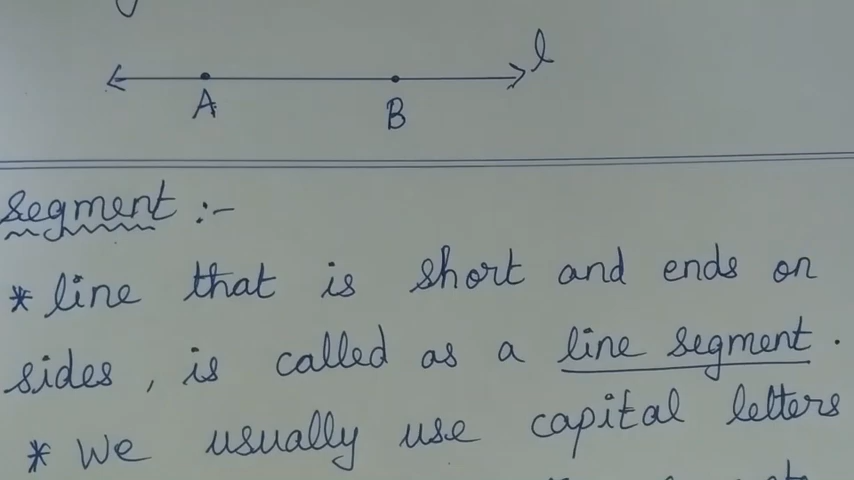 l
A B
segment :-
* line that is short and ends on
sides , is called as a line segment .
* We usually use capital letters